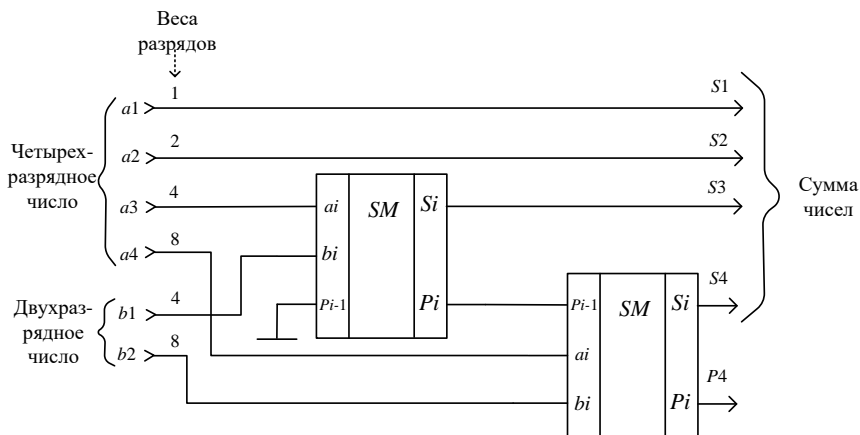 Веса
разрядов
1
S1
a1
2
S2
a2
Четырех-
разрядное
число
4
S3
a3
ai
SM
Si
Сумма
чисел
8
a4
bi
Двухраз-
рядное
число
4
b1
Pi-1
Pi
S4
Pi-1
SM
Si
8
b2
ai
P4
bi
Pi